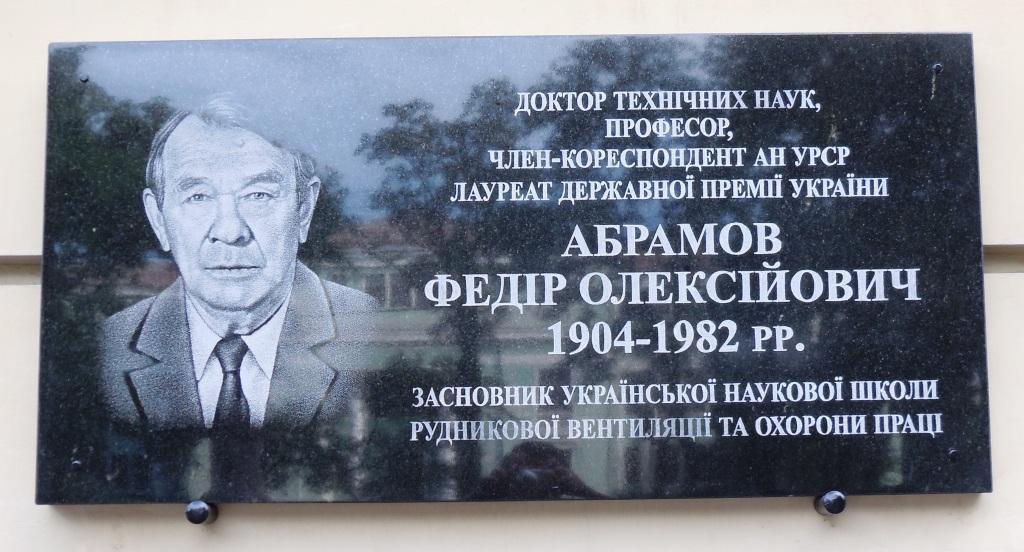 ДОКТОР ТЕХНІЧНИХ НАУК,
ПРОФЕСОР,
ЧЛЕН-КОРЕСПОНДЕНТ АН УРСР
ЛАУРЕАТ ДЕРЖАВНОЇ ПРЕМІЇ УКРАЇНИ
АБРАМОВ
ФЕДІР ОЛЕКСІЙОВИЧ
1904-1982 РР.
ЗАСНОВНИК УКРАЇНСЬКОЇ НАУКОВОЇ ШКОЛИ
РУДНИКОВОЇ ВЕНТИЛЯЦІЇ ТА ОХОРОНИ ПРАЦІ